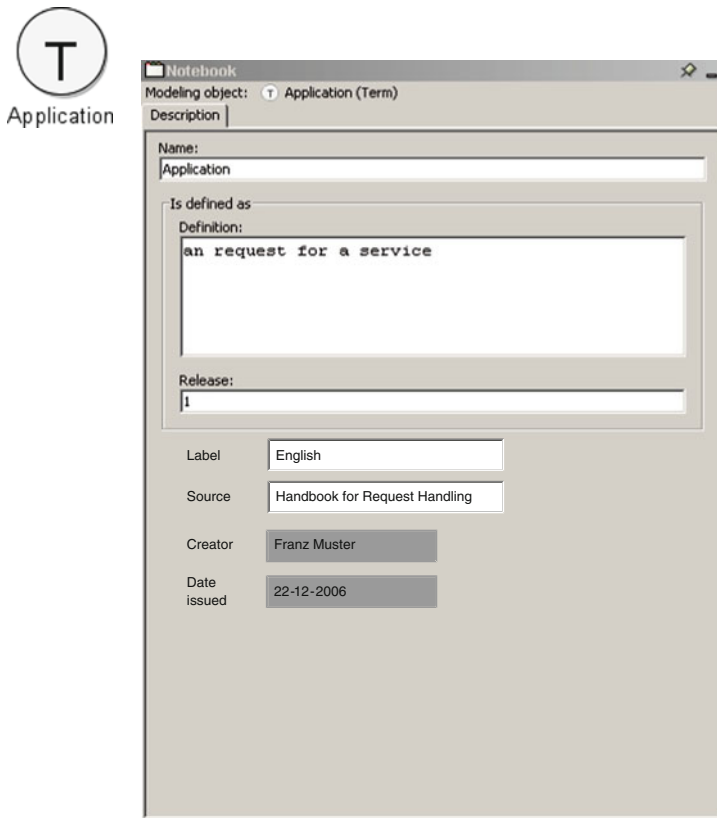 T
Application
Notebook
Modeling object: T Application (Term)
Description
Name:
Application
Is defined as
Definition:
an request for a service
Release:
1
Label English
Source Handbook for Request Handling
Creator Franz Muster
Date
issued 22-12-2006